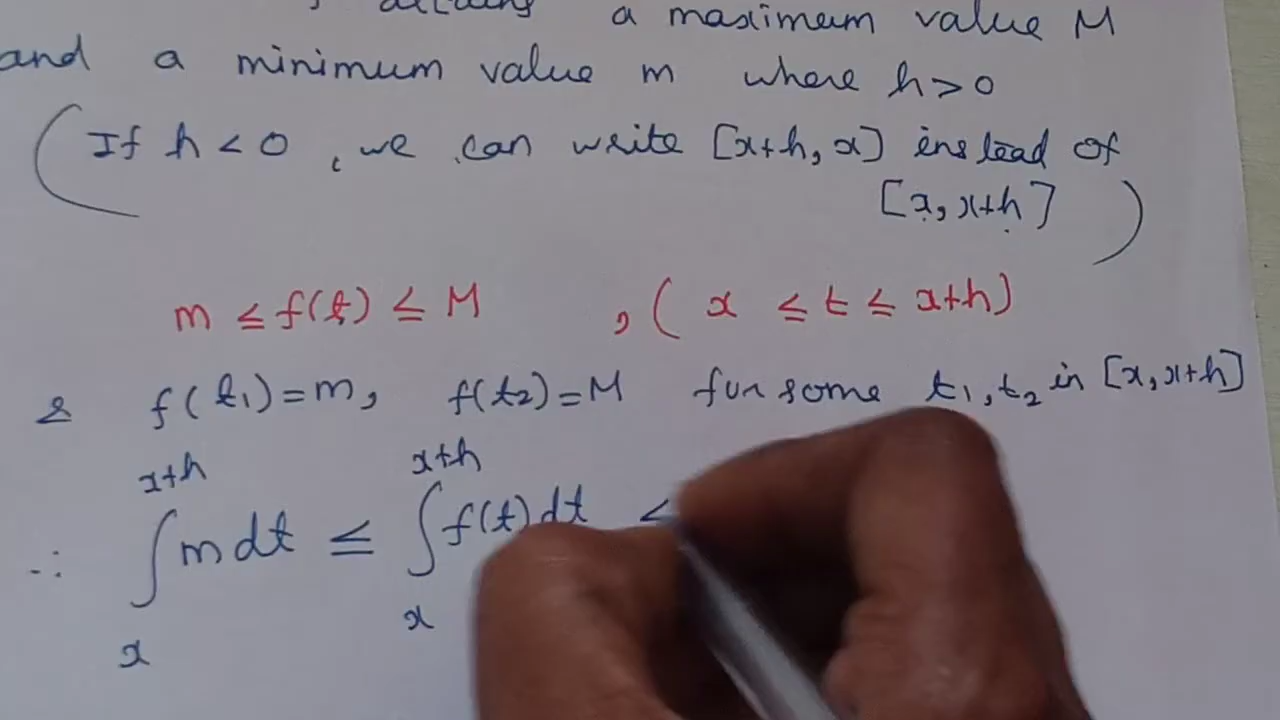 a maximum value M
and a minimum value m where h > 0
(If h < 0, we can write [x+h, x] instead of
[x, x+h])
m ≤ f(t) ≤ M , (x ≤ t ≤ x+h)
& f(t₁) = m, f(t₂) = M for some t₁, t₂ in [x, x+h]
x+h x+h
∴ ∫ m dt ≤ ∫ f(t) dt <
x x